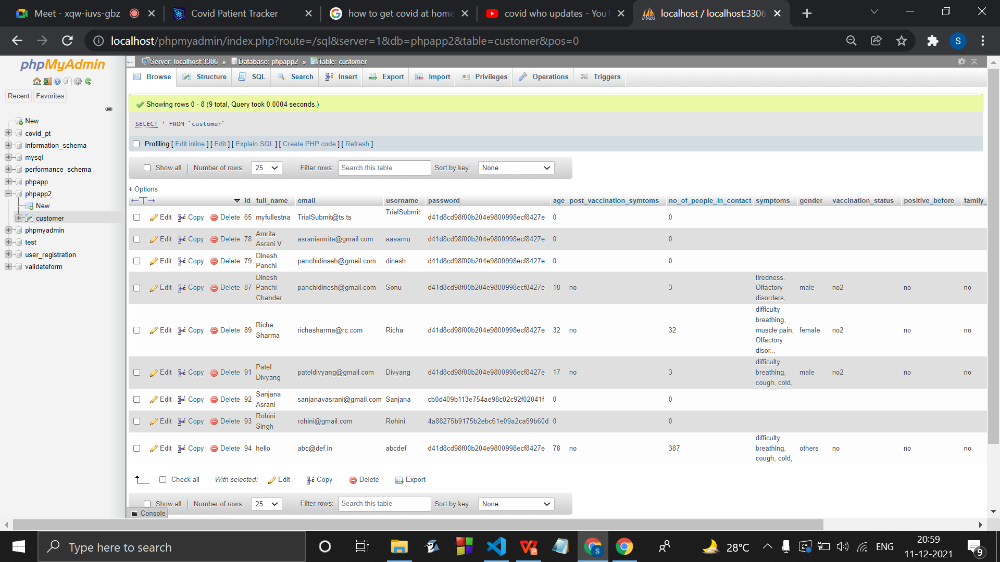 Meet - xqw-iuvs-gbz
Covid Patient Tracker
how to get covid at home
covid who updates - YouT
localhost / localhost:3306
localhost/phpmyadmin/index.php?route=/sql&server=1&db=phpapp2&table=customer&pos=0
S
phpMyAdmin
Recent Favorites
New
covid_pt
information_schema
mysql
performance_schema
phpapp
phpapp2
New
customer
phpmyadmin
test
user_registration
validateform
Server: localhost:3306 » Database: phpapp2 » Table: customer
Browse Structure SQL Search Insert Export Import Privileges Operations Triggers
Showing rows 0 - 8 (9 total, Query took 0.0004 seconds.)
SELECT * FROM `customer`
Profiling [ Edit inline ] [ Edit ] [ Explain SQL ] [ Create PHP code ] [ Refresh ]
Show all Number of rows: 25 Filter rows: Search this table Sort by key: None
+ Options
←T→ id full_name email username password age post_vaccination_symtoms no_of_people_in_contact symptoms gender vaccination_status positive_before family_
Edit Copy Delete 65 myfullestna TrialSubmit@ts.ts TrialSubmit d41d8cd98f00b204e9800998ecf8427e 0 0
Edit Copy Delete 78 Amrita Asrani V asraniamrita@gmail.com aaaamu d41d8cd98f00b204e9800998ecf8427e 0 0
Edit Copy Delete 79 Dinesh Panchi panchidinseh@gmail.com dinesh d41d8cd98f00b204e9800998ecf8427e 0 0
Edit Copy Delete 87 Dinesh Panchi Chander panchidinesh@gmail.com Sonu d41d8cd98f00b204e9800998ecf8427e 18 no 3 tiredness, Olfactory disorders, male no2 no no
Edit Copy Delete 89 Richa Sharma richasharma@rc.com Richa d41d8cd98f00b204e9800998ecf8427e 32 no 32 difficulty breathing, muscle pain, Olfactory disor... female no2 no no
Edit Copy Delete 91 Patel Divyang pateldivyang@gmail.com Divyang d41d8cd98f00b204e9800998ecf8427e 17 no 3 difficulty breathing, cough, cold, male no2 no no
Edit Copy Delete 92 Sanjana Asrani sanjanavasrani@gmail.com Sanjana cb0d409b113e754ae98c02c92f02041f 0 0
Edit Copy Delete 93 Rohini Singh rohini@gmail.com Rohini 4a88275b9175b2ebc61e09a2ca59b60d 0 0
Edit Copy Delete 94 hello abc@def.in abcdef d41d8cd98f00b204e9800998ecf8427e 78 no 387 difficulty breathing, cough, cold, others no no no
Check all With selected: Edit Copy Delete Export
Show all Number of rows: 25 Filter rows: Search this table Sort by key: None
Console
Type here to search
28°C
ENG
20:59
11-12-2021
9